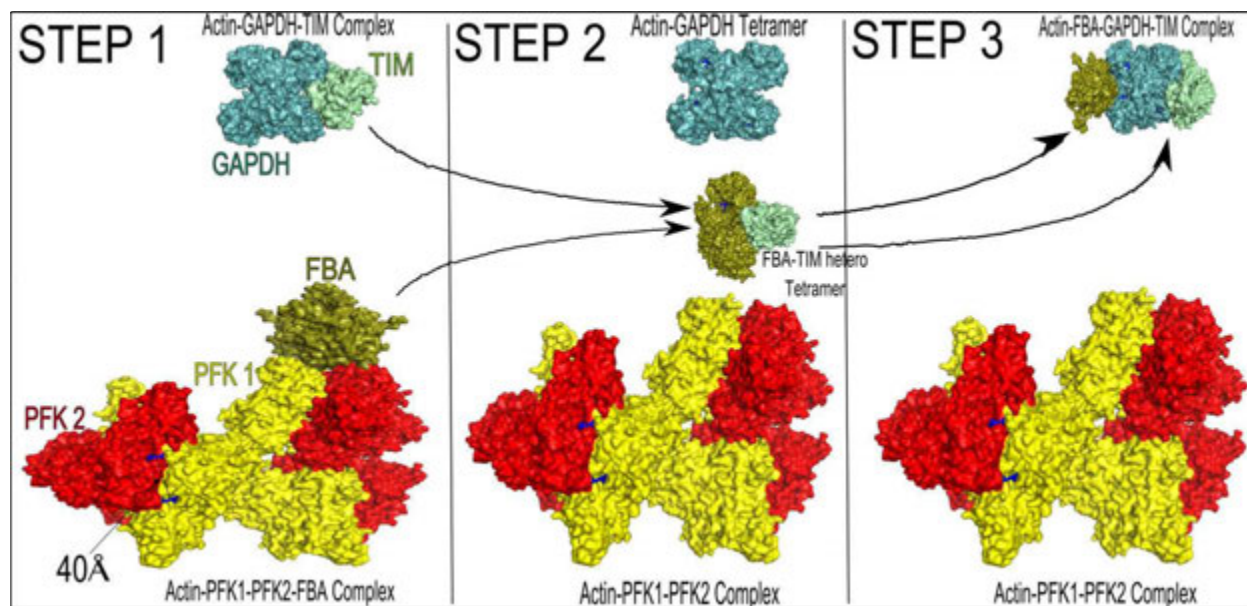 STEP 1
Actin-GAPDH-TIM Complex
TIM
GAPDH
FBA
PFK 1
PFK 2
40Å
Actin-PFK1-PFK2-FBA Complex
STEP 2
Actin-GAPDH Tetramer
FBA-TIM hetero
Tetramer
Actin-PFK1-PFK2 Complex
STEP 3
Actin-FBA-GAPDH-TIM Complex
Actin-PFK1-PFK2 Complex